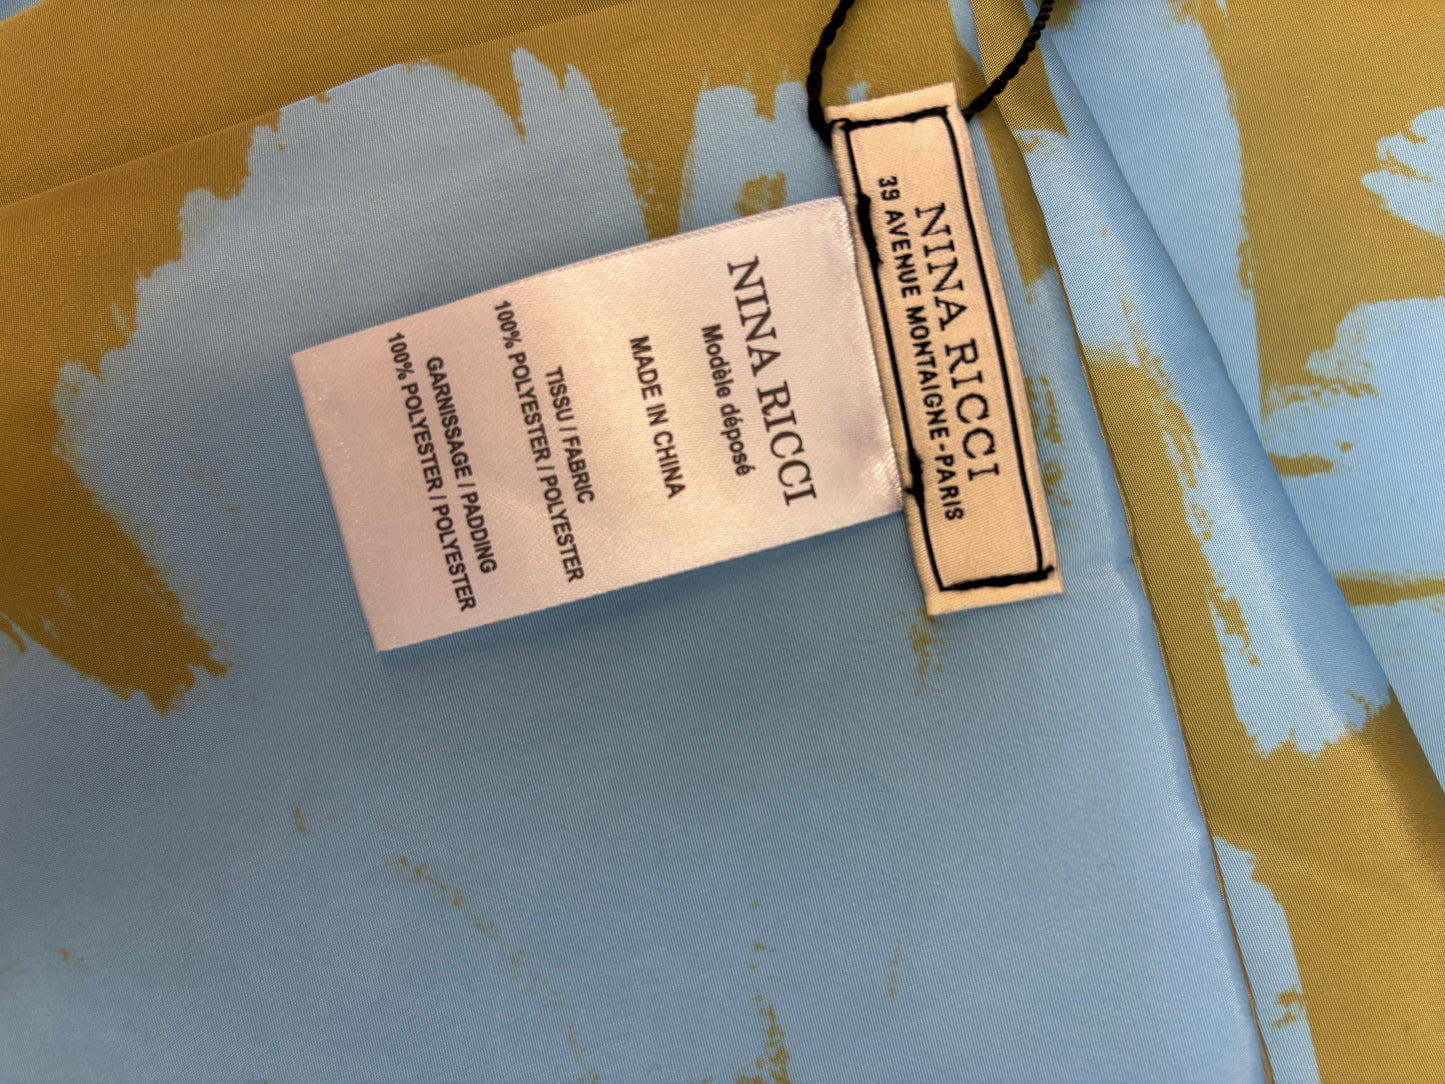 NINA RICCI
39 AVENUE MONTAIGNE-PARIS
NINA RICCI
Modèle déposé
MADE IN CHINA
TISSU / FABRIC
100% POLYESTER / POLYESTER
GARNISSAGE / PADDING
100% POLYESTER / POLYESTER